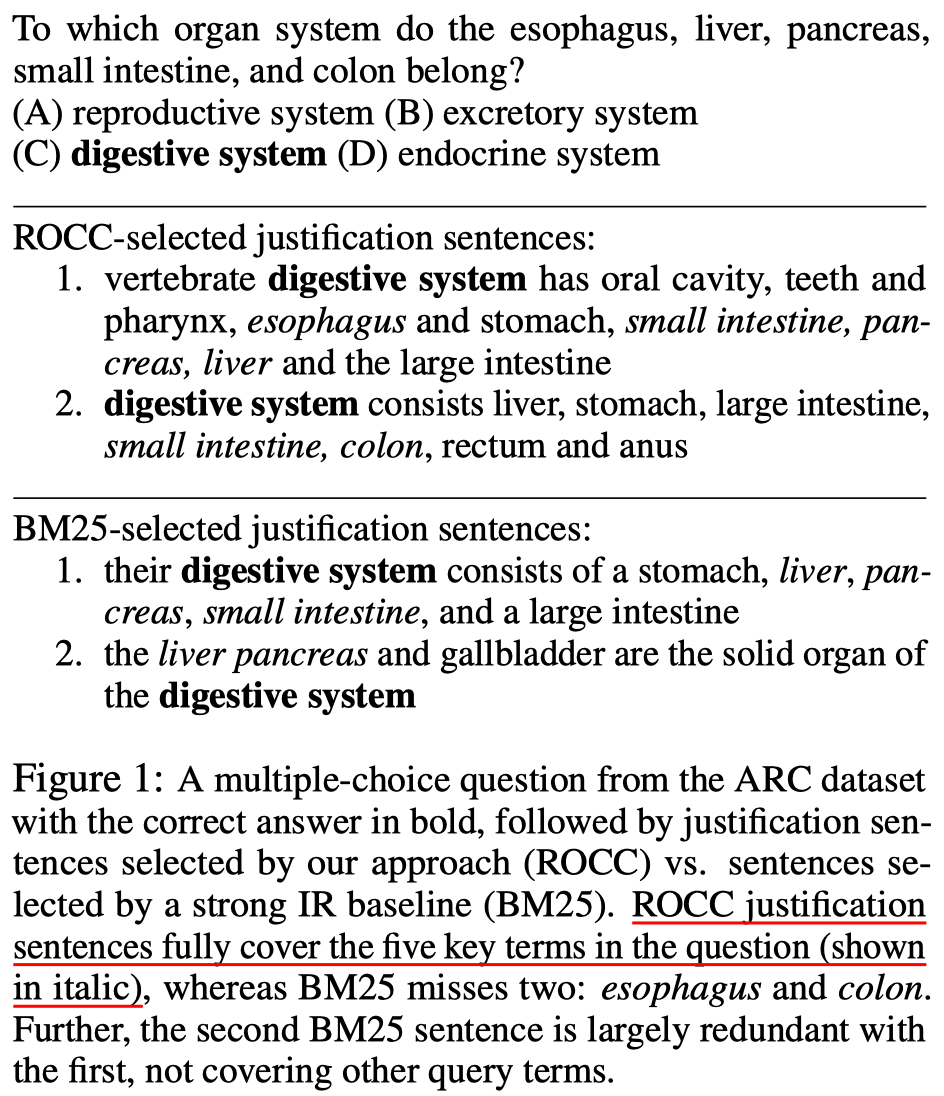 To which organ system do the esophagus, liver, pancreas,
small intestine, and colon belong?
(A) reproductive system (B) excretory system
(C) digestive system (D) endocrine system
ROCC-selected justification sentences:
1. vertebrate digestive system has oral cavity, teeth and
pharynx, esophagus and stomach, small intestine, pan-
creas, liver and the large intestine
2. digestive system consists liver, stomach, large intestine,
small intestine, colon, rectum and anus
BM25-selected justification sentences:
1. their digestive system consists of a stomach, liver, pan-
creas, small intestine, and a large intestine
2. the liver pancreas and gallbladder are the solid organ of
the digestive system
Figure 1: A multiple-choice question from the ARC dataset
with the correct answer in bold, followed by justification sen-
tences selected by our approach (ROCC) vs. sentences se-
lected by a strong IR baseline (BM25). ROCC justification
sentences fully cover the five key terms in the question (shown
in italic), whereas BM25 misses two: esophagus and colon.
Further, the second BM25 sentence is largely redundant with
the first, not covering other query terms.